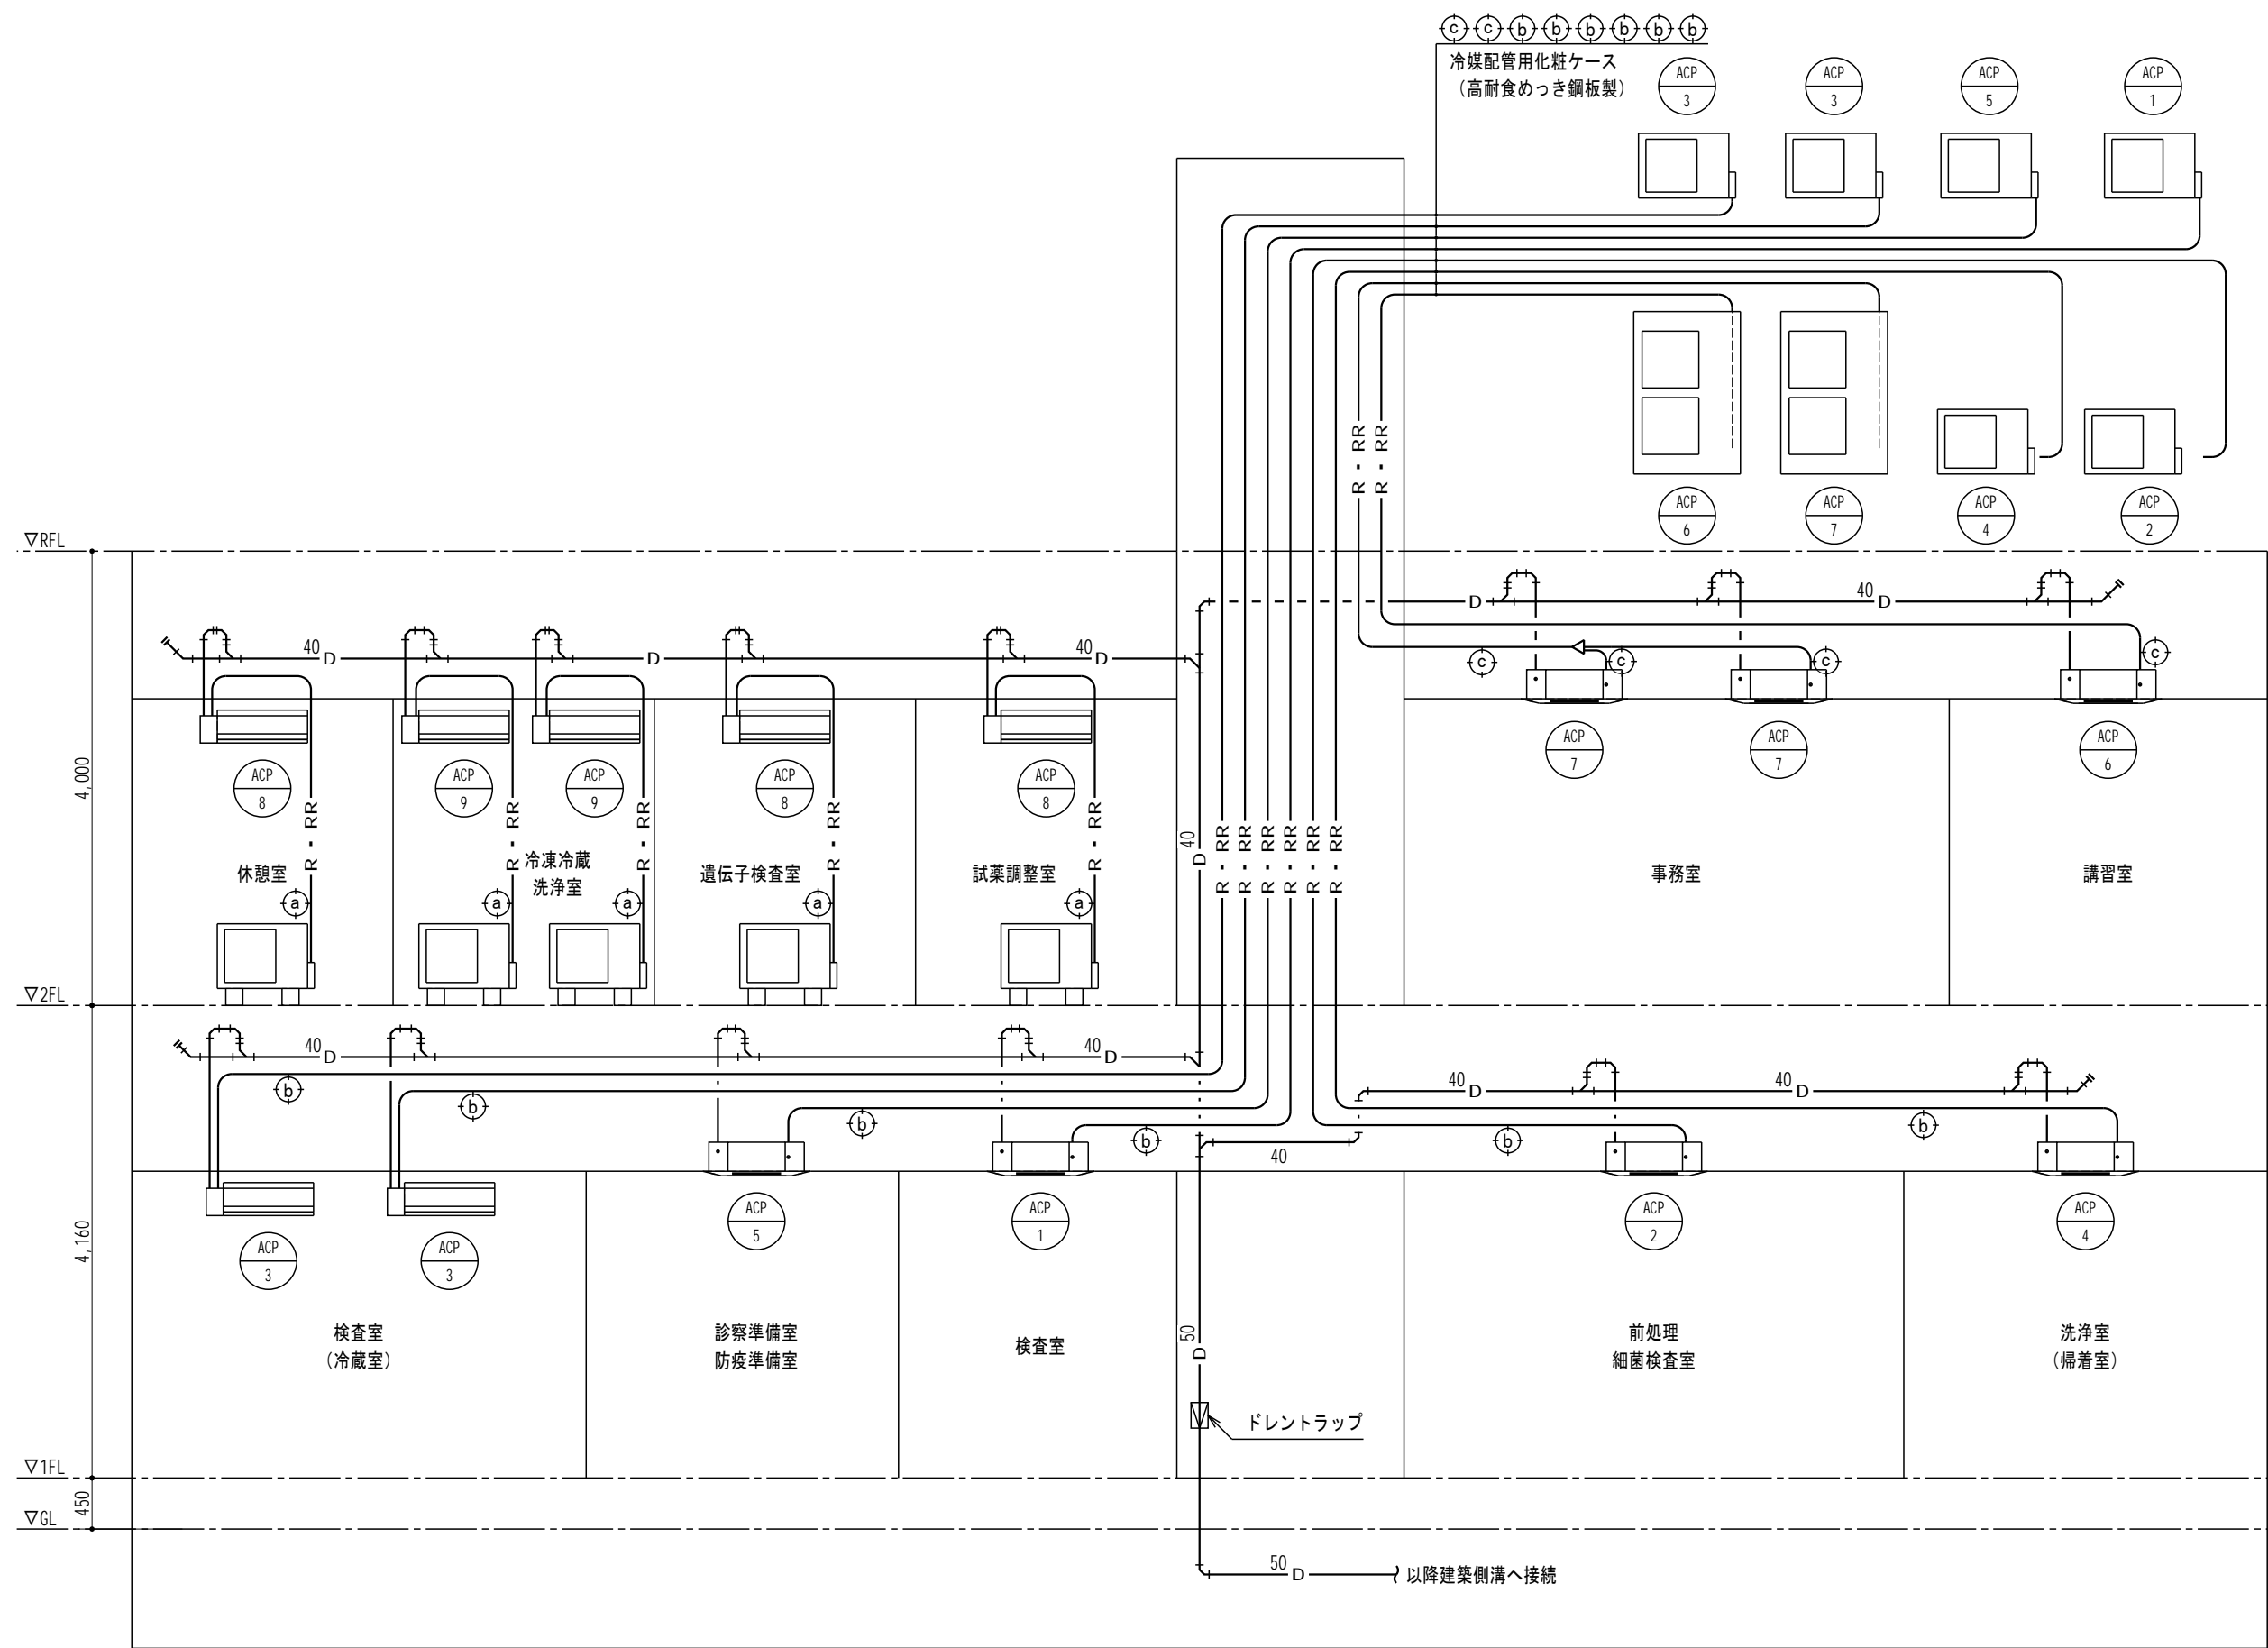 c c b b b b b b
冷媒配管用化粧ケース
（高耐食めっき鋼板製）
ACP 3
ACP 3
ACP 5
ACP 1
R - RR
R - RR
ACP 6
ACP 7
ACP 4
ACP 2
▽RFL
D
40 D
40 D
D
40 D
c
c
c
c
ACP 7
ACP 7
ACP 6
4,000
ACP 8
ACP 9
ACP 9
ACP 8
ACP 8
R - RR
R - RR
R - RR
R - RR
R - RR
40 D
R - RR
R - RR
R - RR
R - RR
R - RR
R - RR
休憩室
冷凍冷蔵
洗浄室
遺伝子検査室
試薬調整室
事務室
講習室
a
a
a
a
a
▽2FL
40 D
40 D
b
b
b
b
40 D
40 D
b
b
40
4,160
ACP 3
ACP 3
ACP 5
ACP 1
ACP 2
ACP 4
検査室
（冷蔵室）
診察準備室
防疫準備室
検査室
50 D
前処理
細菌検査室
洗浄室
（帰着室）
ドレントラップ
▽1FL
450
▽GL
50 D
以降建築側溝へ接続